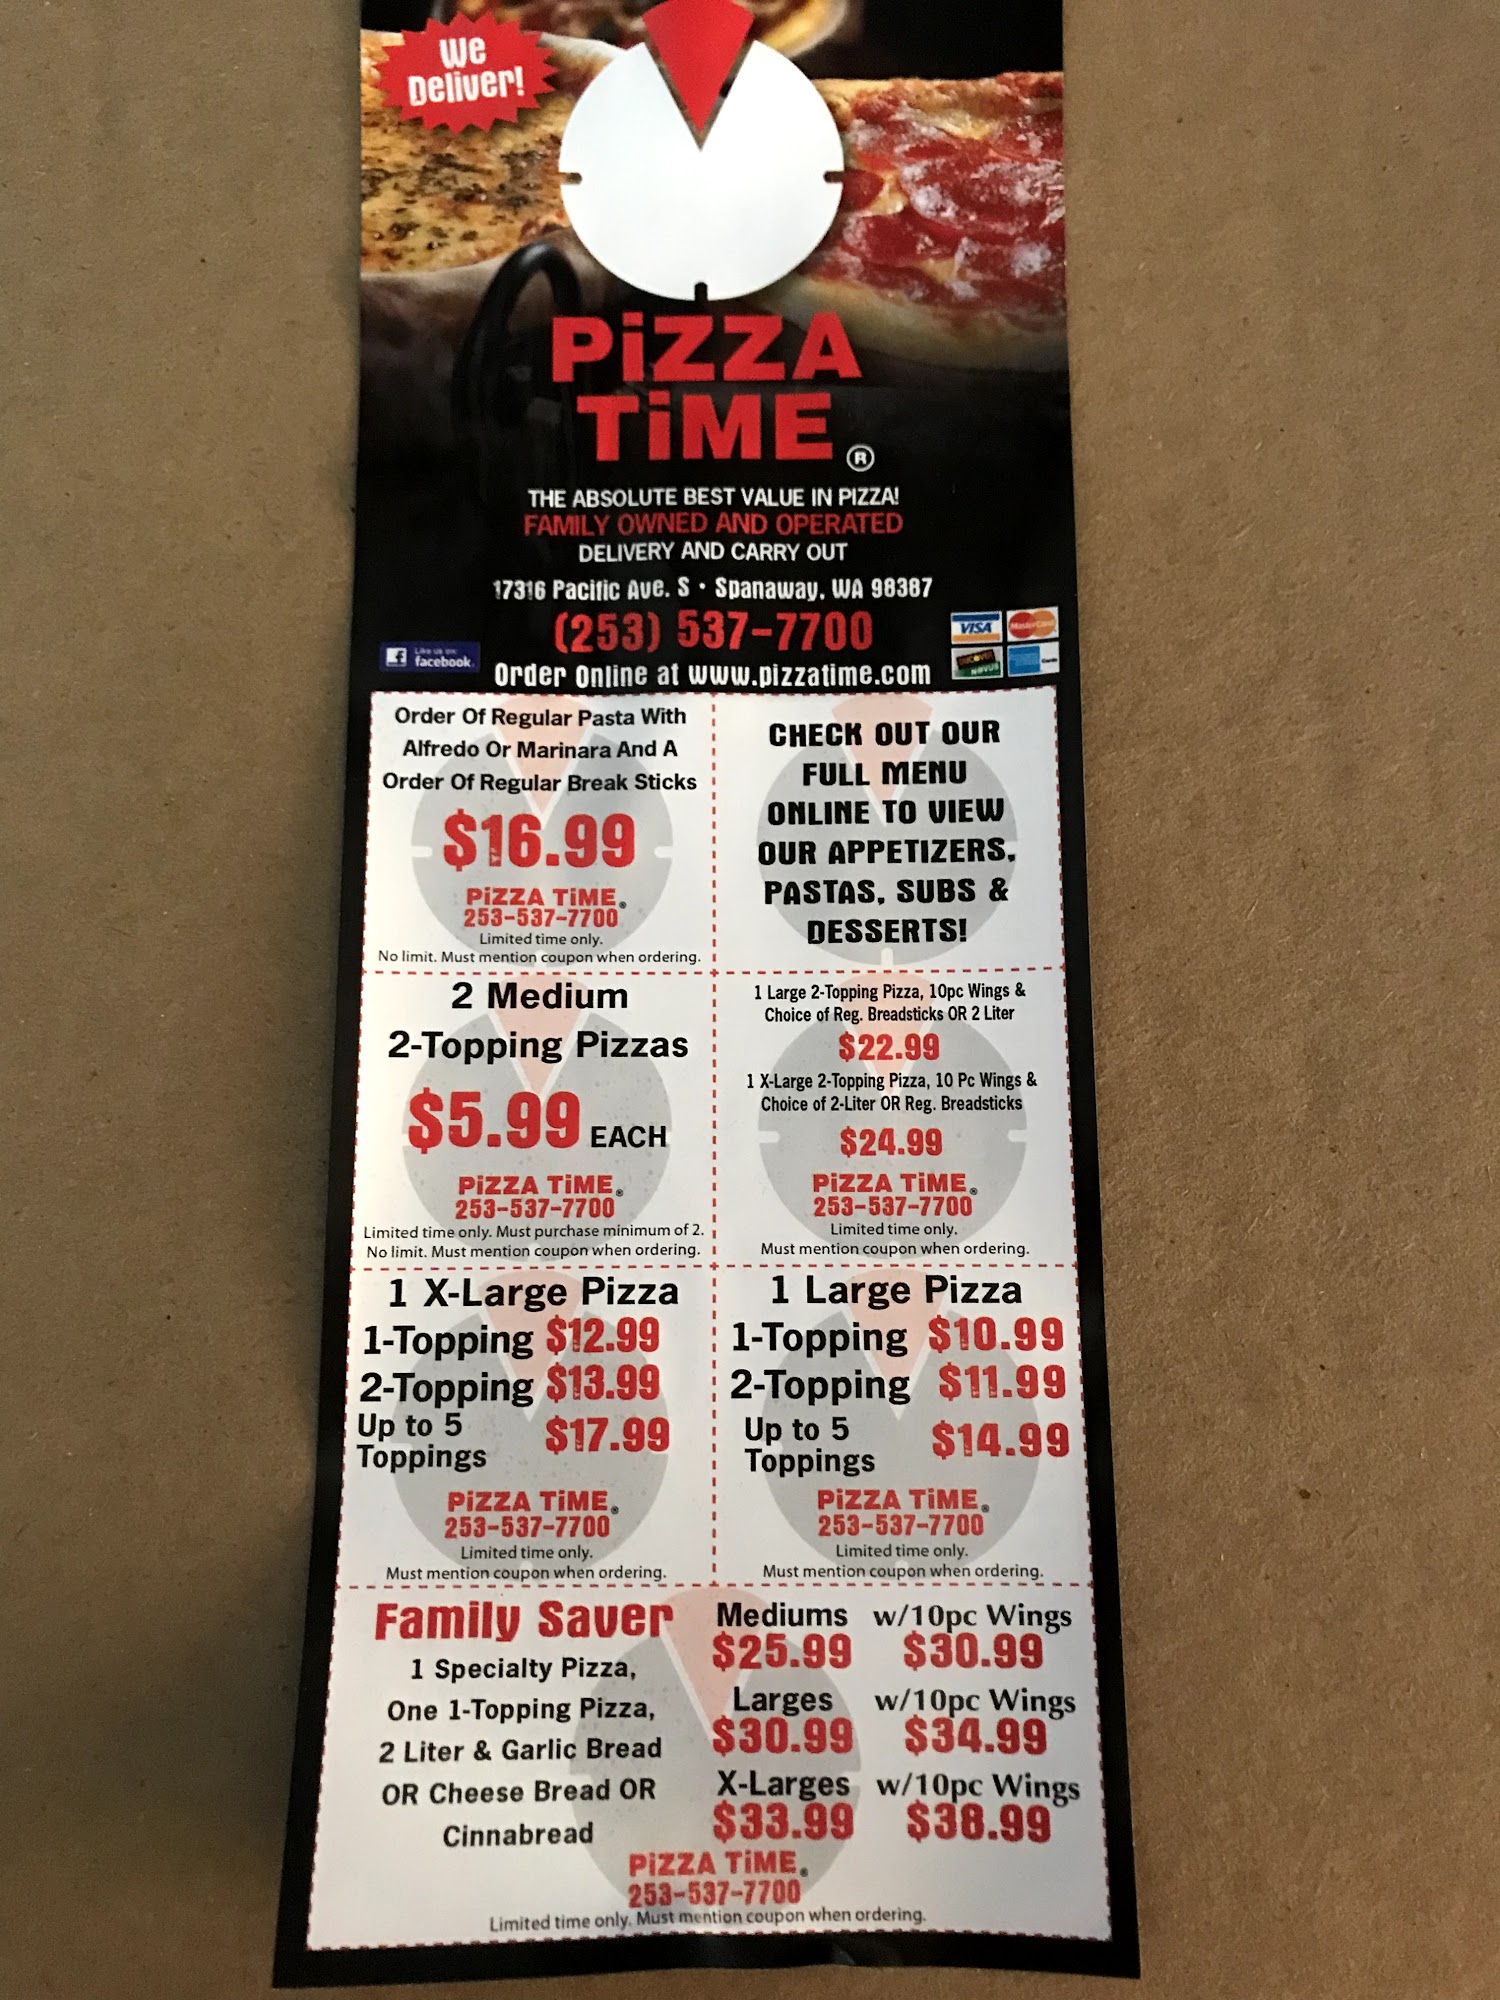 We
Deliver!
PiZZA
TiME ®
THE ABSOLUTE BEST VALUE IN PIZZA!
FAMILY OWNED AND OPERATED
DELIVERY AND CARRY OUT
17316 Pacific Ave. S • Spanaway, WA 98387
(253) 537-7700
Like us on:
facebook
Order Online at www.pizzatime.com
VISA
MasterCard
DISCOVER
NOVUS
Order Of Regular Pasta With
Alfredo Or Marinara And A
Order Of Regular Break Sticks
$16.99
PiZZA TiME®
253-537-7700
Limited time only.
No limit. Must mention coupon when ordering.
CHECK OUT OUR
FULL MENU
ONLINE TO VIEW
OUR APPETIZERS,
PASTAS, SUBS &
DESSERTS!
2 Medium
2-Topping Pizzas
$5.99 EACH
PiZZA TiME®
253-537-7700
Limited time only. Must purchase minimum of 2.
No limit. Must mention coupon when ordering.
1 Large 2-Topping Pizza, 10pc Wings &
Choice of Reg. Breadsticks OR 2 Liter
$22.99
1 X-Large 2-Topping Pizza, 10 Pc Wings &
Choice of 2-Liter OR Reg. Breadsticks
$24.99
PiZZA TiME®
253-537-7700
Limited time only.
Must mention coupon when ordering.
1 X-Large Pizza
1-Topping $12.99
2-Topping $13.99
Up to 5
Toppings $17.99
PiZZA TiME®
253-537-7700
Limited time only.
Must mention coupon when ordering.
1 Large Pizza
1-Topping $10.99
2-Topping $11.99
Up to 5
Toppings $14.99
PiZZA TiME®
253-537-7700
Limited time only.
Must mention coupon when ordering.
Family Saver
1 Specialty Pizza,
One 1-Topping Pizza,
2 Liter & Garlic Bread
OR Cheese Bread OR
Cinnabread
Mediums w/10pc Wings
$25.99 $30.99
Larges w/10pc Wings
$30.99 $34.99
X-Larges w/10pc Wings
$33.99 $38.99
PiZZA TiME®
253-537-7700
Limited time only. Must mention coupon when ordering.